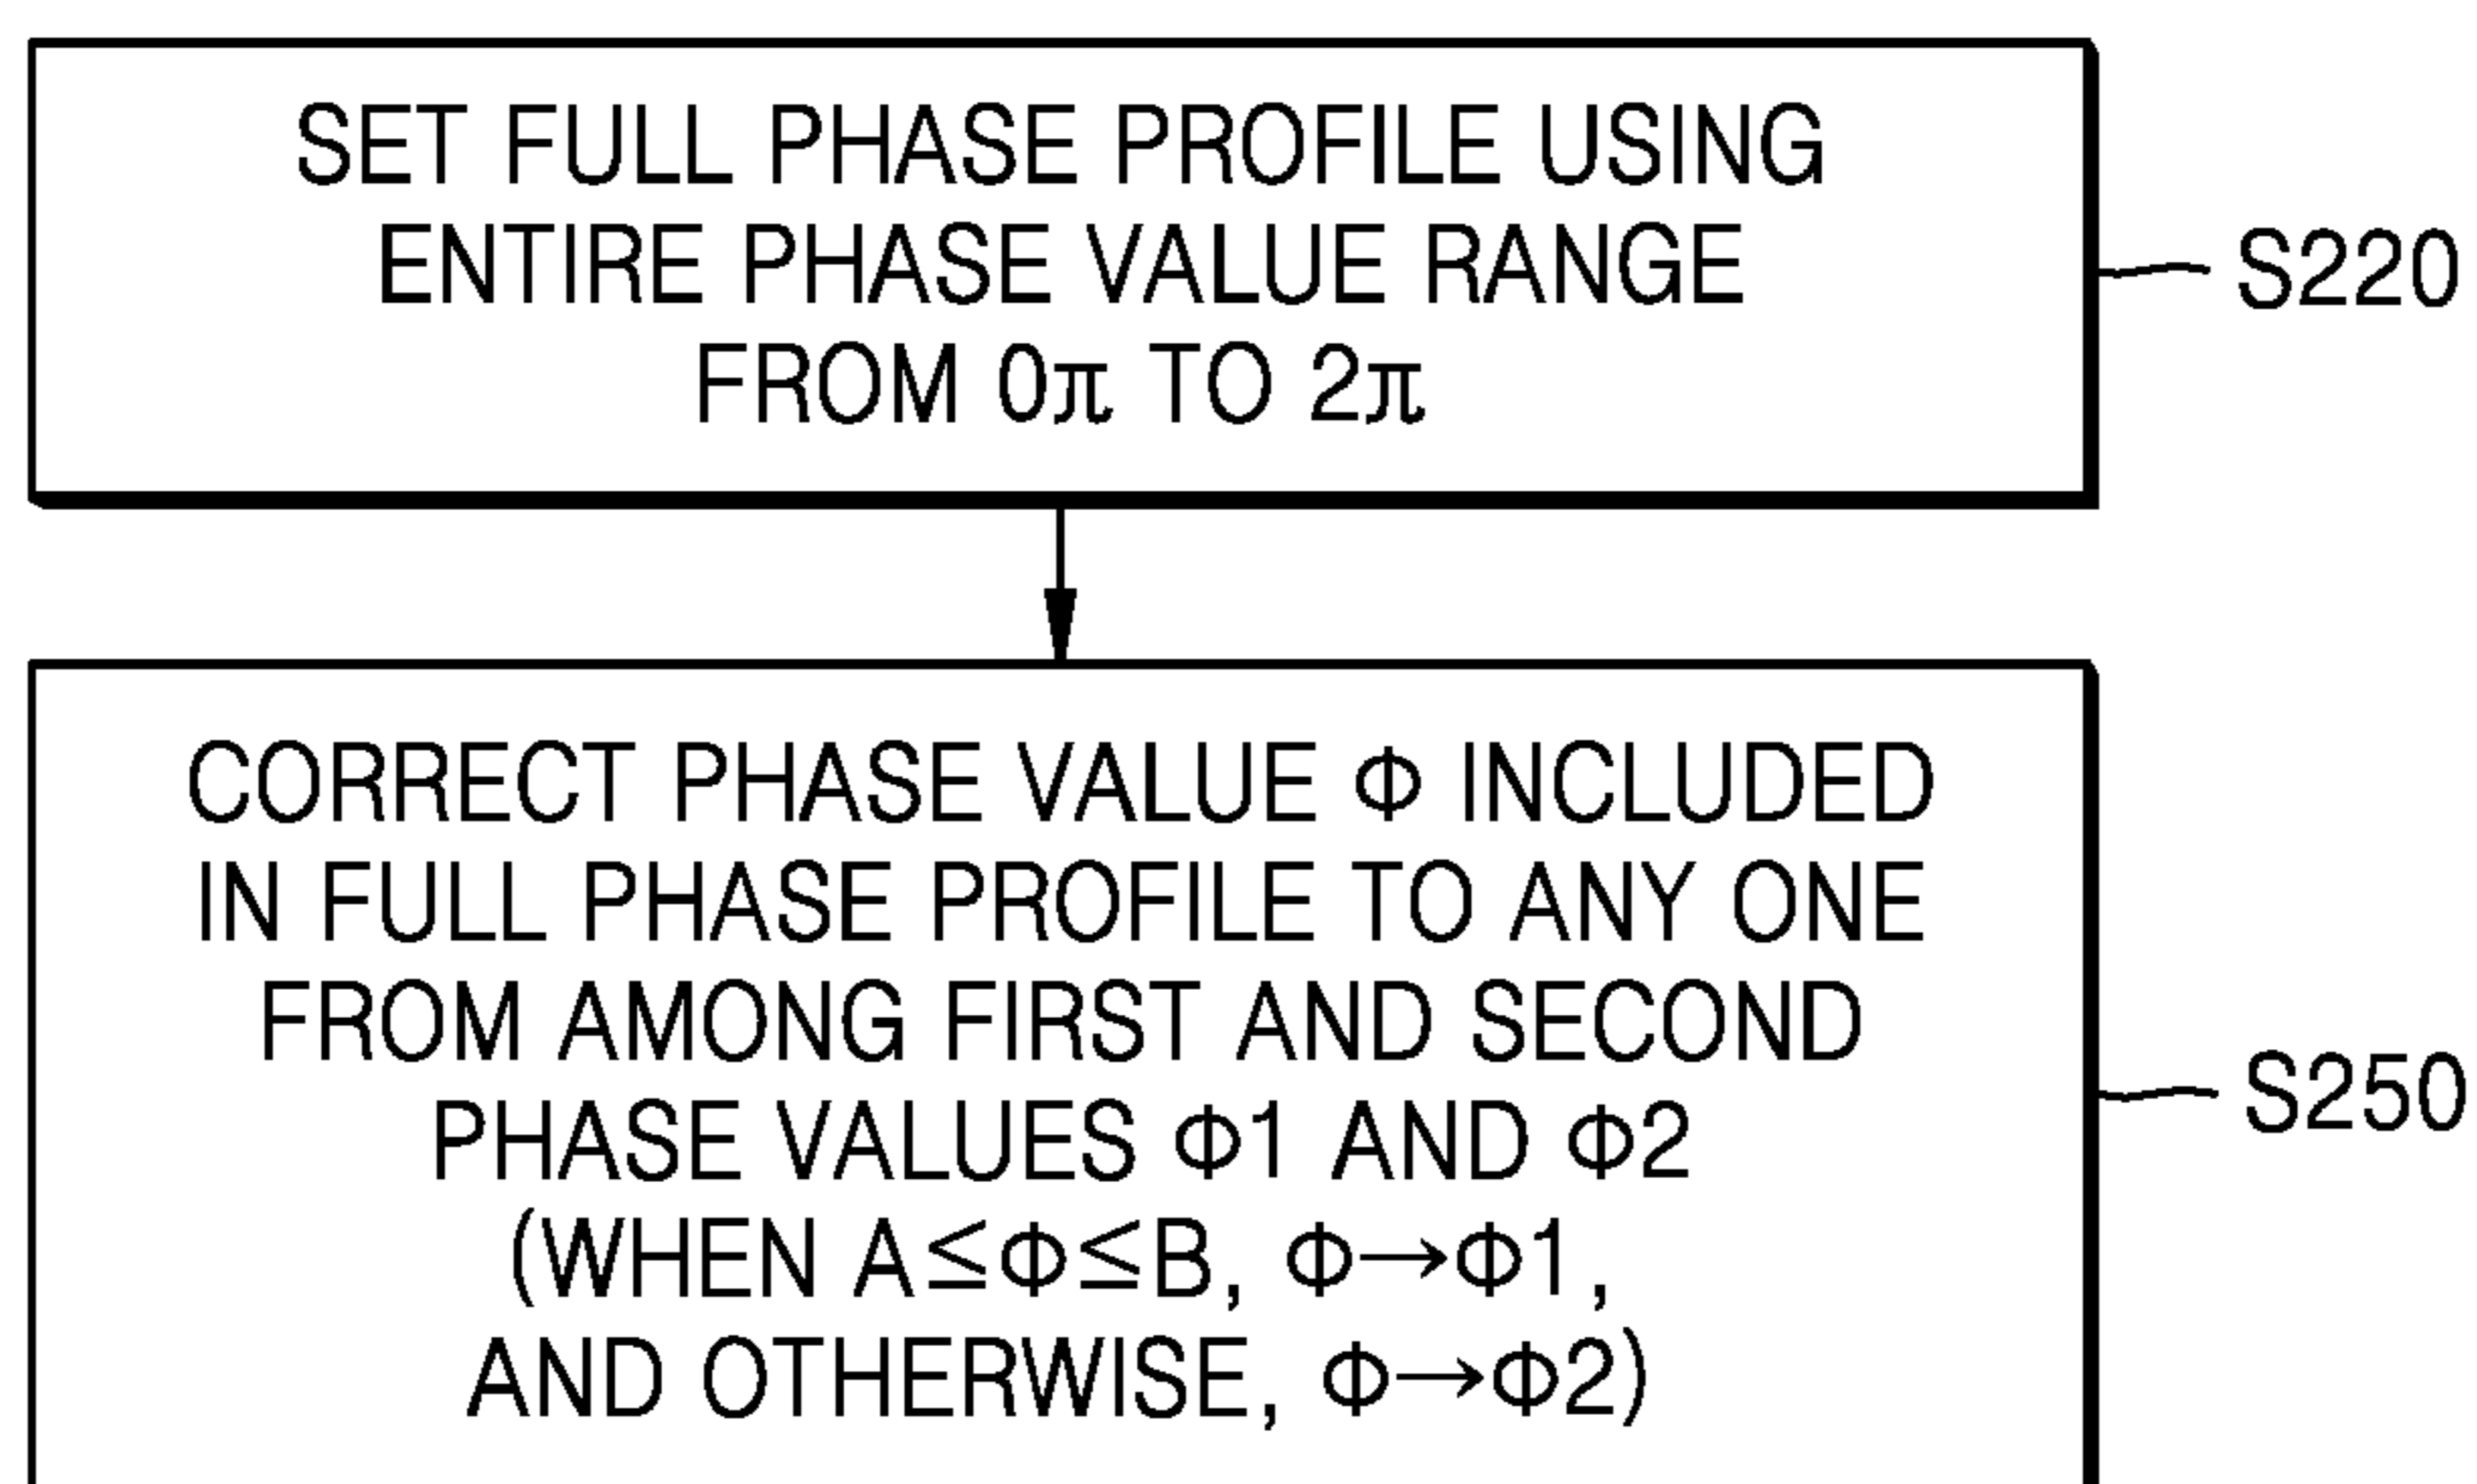 SET FULL PHASE PROFILE USING
ENTIRE PHASE VALUE RANGE
FROM 0π TO 2π
S220
CORRECT PHASE VALUE Φ INCLUDED
IN FULL PHASE PROFILE TO ANY ONE
FROM AMONG FIRST AND SECOND
PHASE VALUES Φ1 AND Φ2
(WHEN A≤Φ≤B, Φ→Φ1,
AND OTHERWISE, Φ→Φ2)
S250